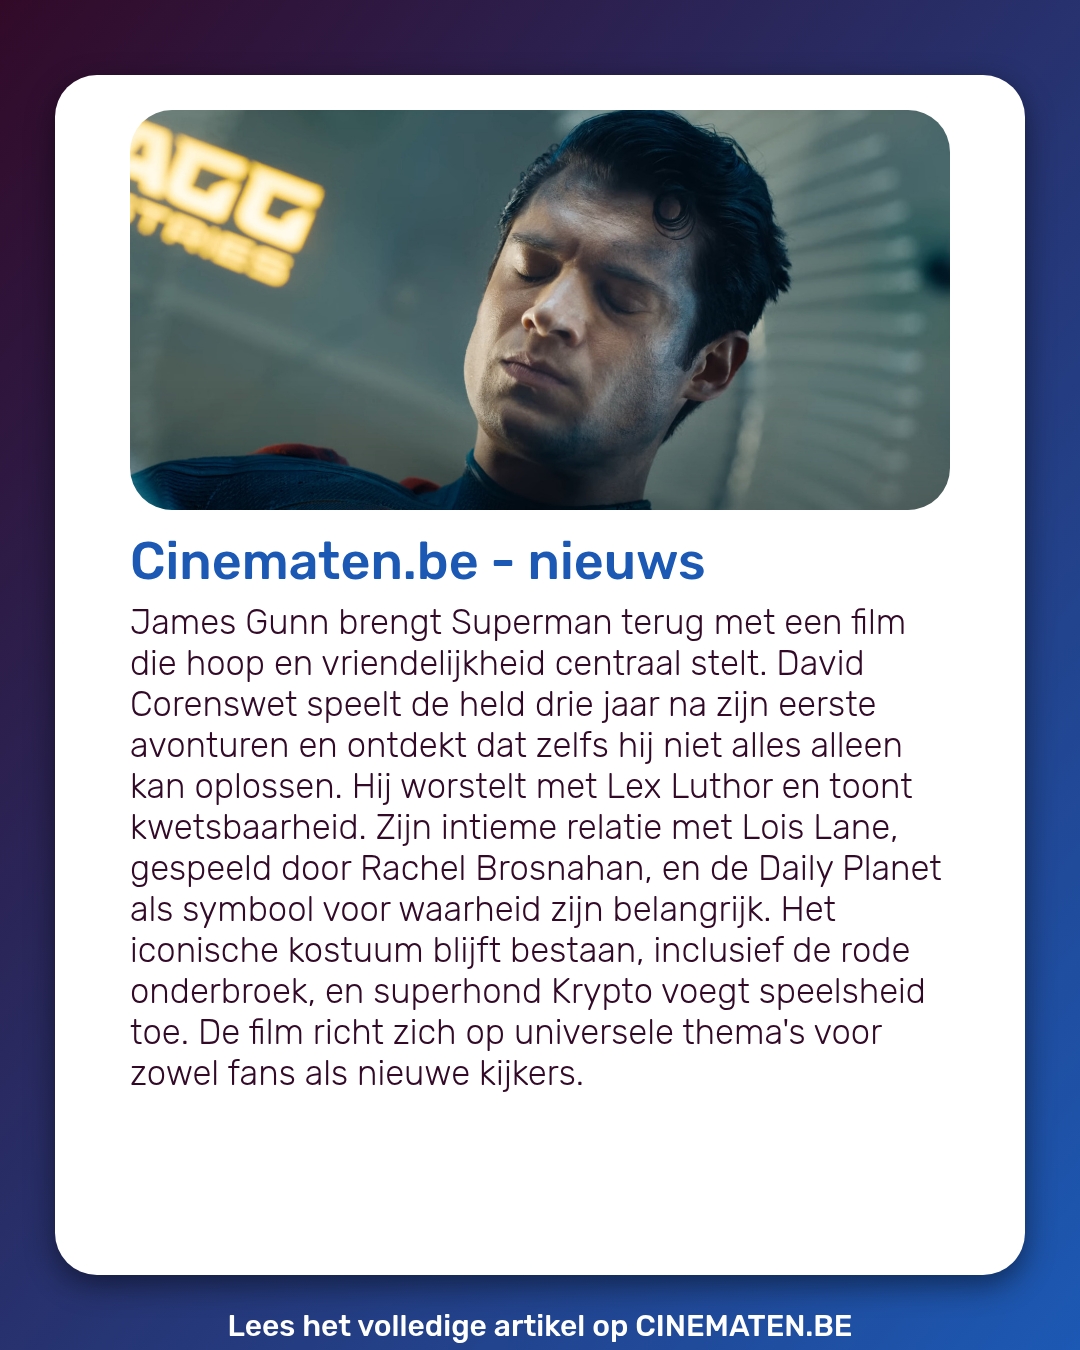 AGG
STRIES
Cinematen.be - nieuws
James Gunn brengt Superman terug met een film
die hoop en vriendelijkheid centraal stelt. David
Corenswet speelt de held drie jaar na zijn eerste
avonturen en ontdekt dat zelfs hij niet alles alleen
kan oplossen. Hij worstelt met Lex Luthor en toont
kwetsbaarheid. Zijn intieme relatie met Lois Lane,
gespeeld door Rachel Brosnahan, en de Daily Planet
als symbool voor waarheid zijn belangrijk. Het
iconische kostuum blijft bestaan, inclusief de rode
onderbroek, en superhond Krypto voegt speelsheid
toe. De film richt zich op universele thema's voor
zowel fans als nieuwe kijkers.
Lees het volledige artikel op CINEMATEN.BE